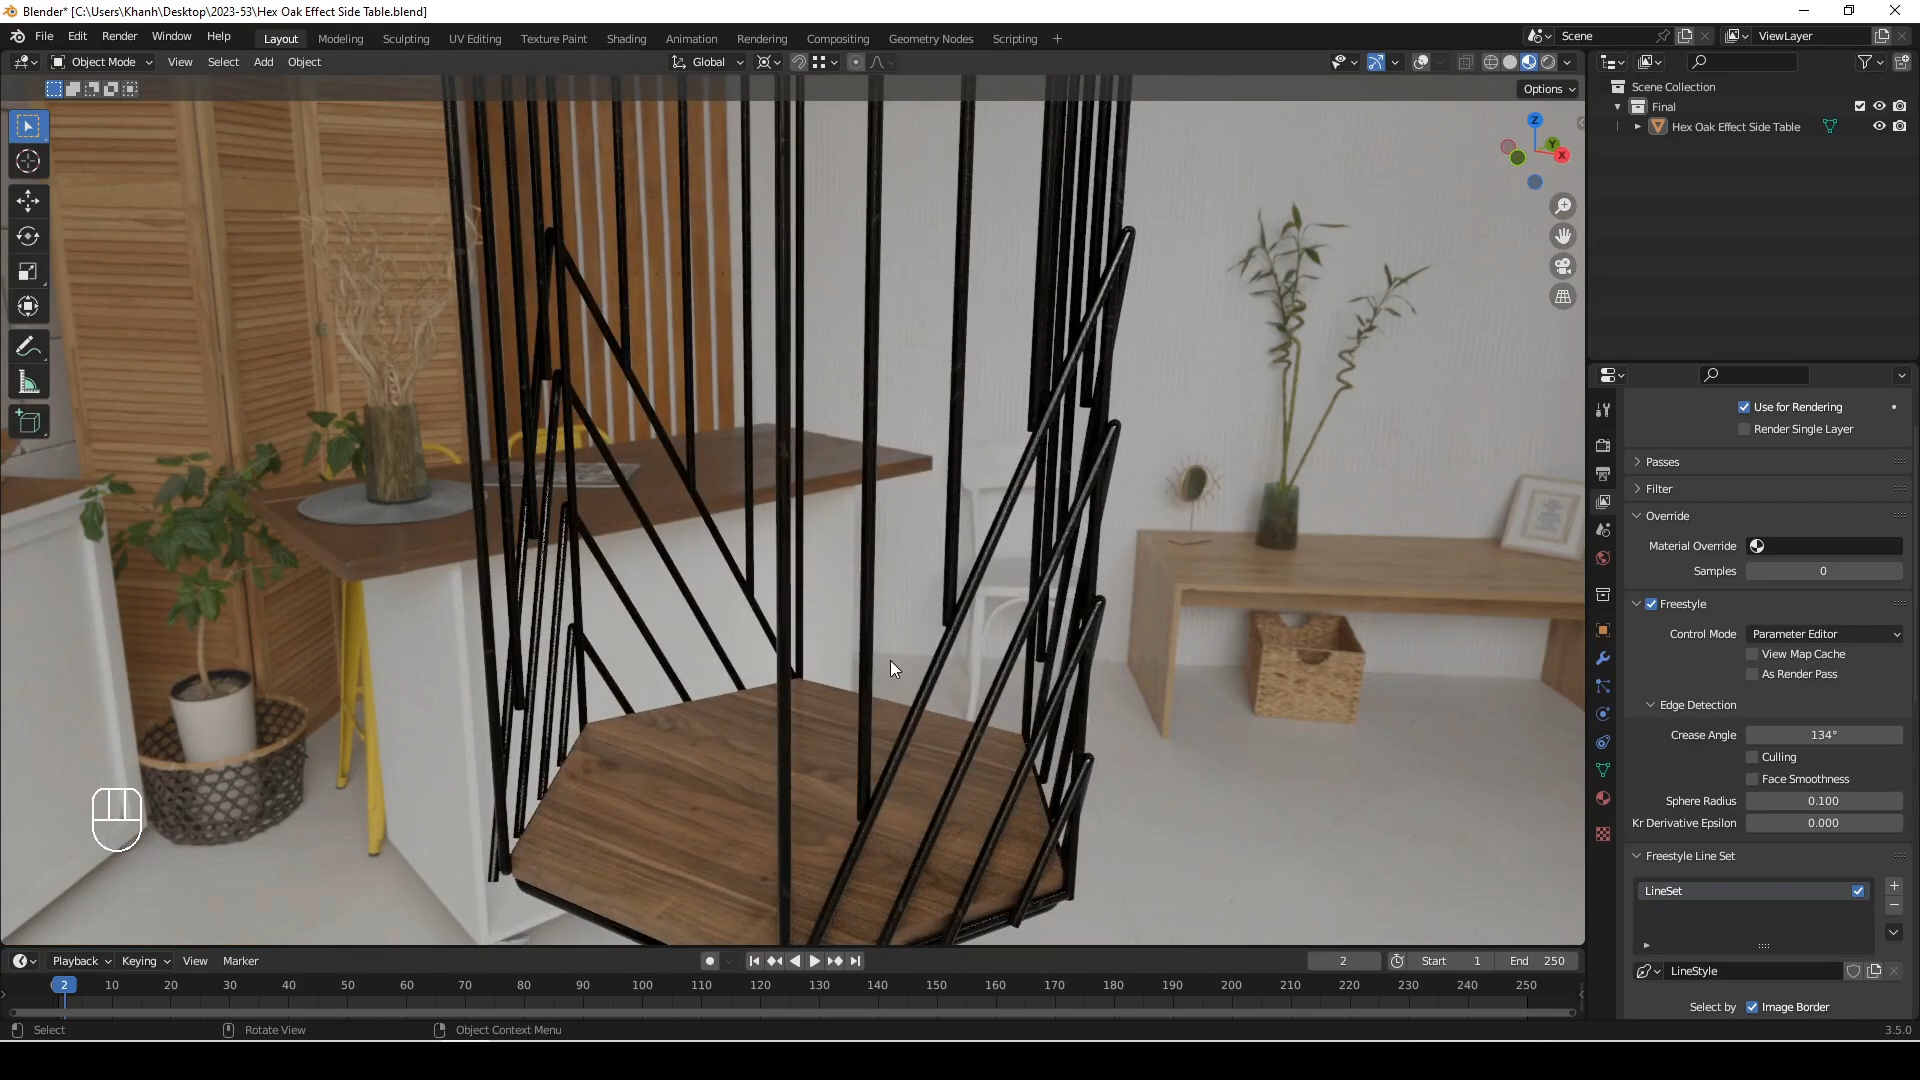 Blender* [C:\Users\Khanh\Desktop\2023-53\Hex Oak Effect Side Table.blend]
File Edit Render Window Help Layout Modeling Sculpting UV Editing Texture Paint Shading Animation Rendering Compositing Geometry Nodes Scripting + Scene ViewLayer
Object Mode View Select Add Object Global
Options
Scene Collection
Final
Hex Oak Effect Side Table
Z
Y
X
Use for Rendering
Render Single Layer
Passes
Filter
Override
Material Override
Samples 0
Freestyle
Control Mode Parameter Editor
View Map Cache
As Render Pass
Edge Detection
Crease Angle 134°
Culling
Face Smoothness
Sphere Radius 0.100
Kr Derivative Epsilon 0.000
Freestyle Line Set
LineSet
LineStyle
Select by Image Border
Playback Keying View Marker 2 Start 1 End 250
2 10 20 30 40 50 60 70 80 90 100 110 120 130 140 150 160 170 180 190 200 210 220 230 240 250
Select Rotate View Object Context Menu 3.5.0